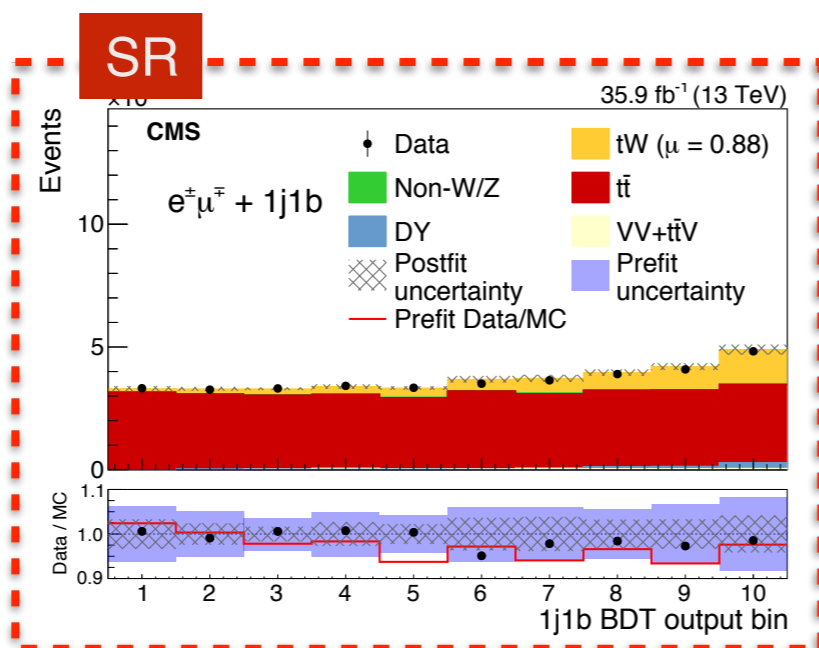 SR
35.9 fb⁻¹ (13 TeV)
CMS
Events
Data
tW (μ = 0.88)
Non-W/Z
tt̄
DY
VV+tt̄V
Postfit uncertainty
Prefit uncertainty
Prefit Data/MC
e±μ∓ + 1j1b
10
5
0
Data / MC
1.1
1.0
0.9
1 2 3 4 5 6 7 8 9 10
1j1b BDT output bin